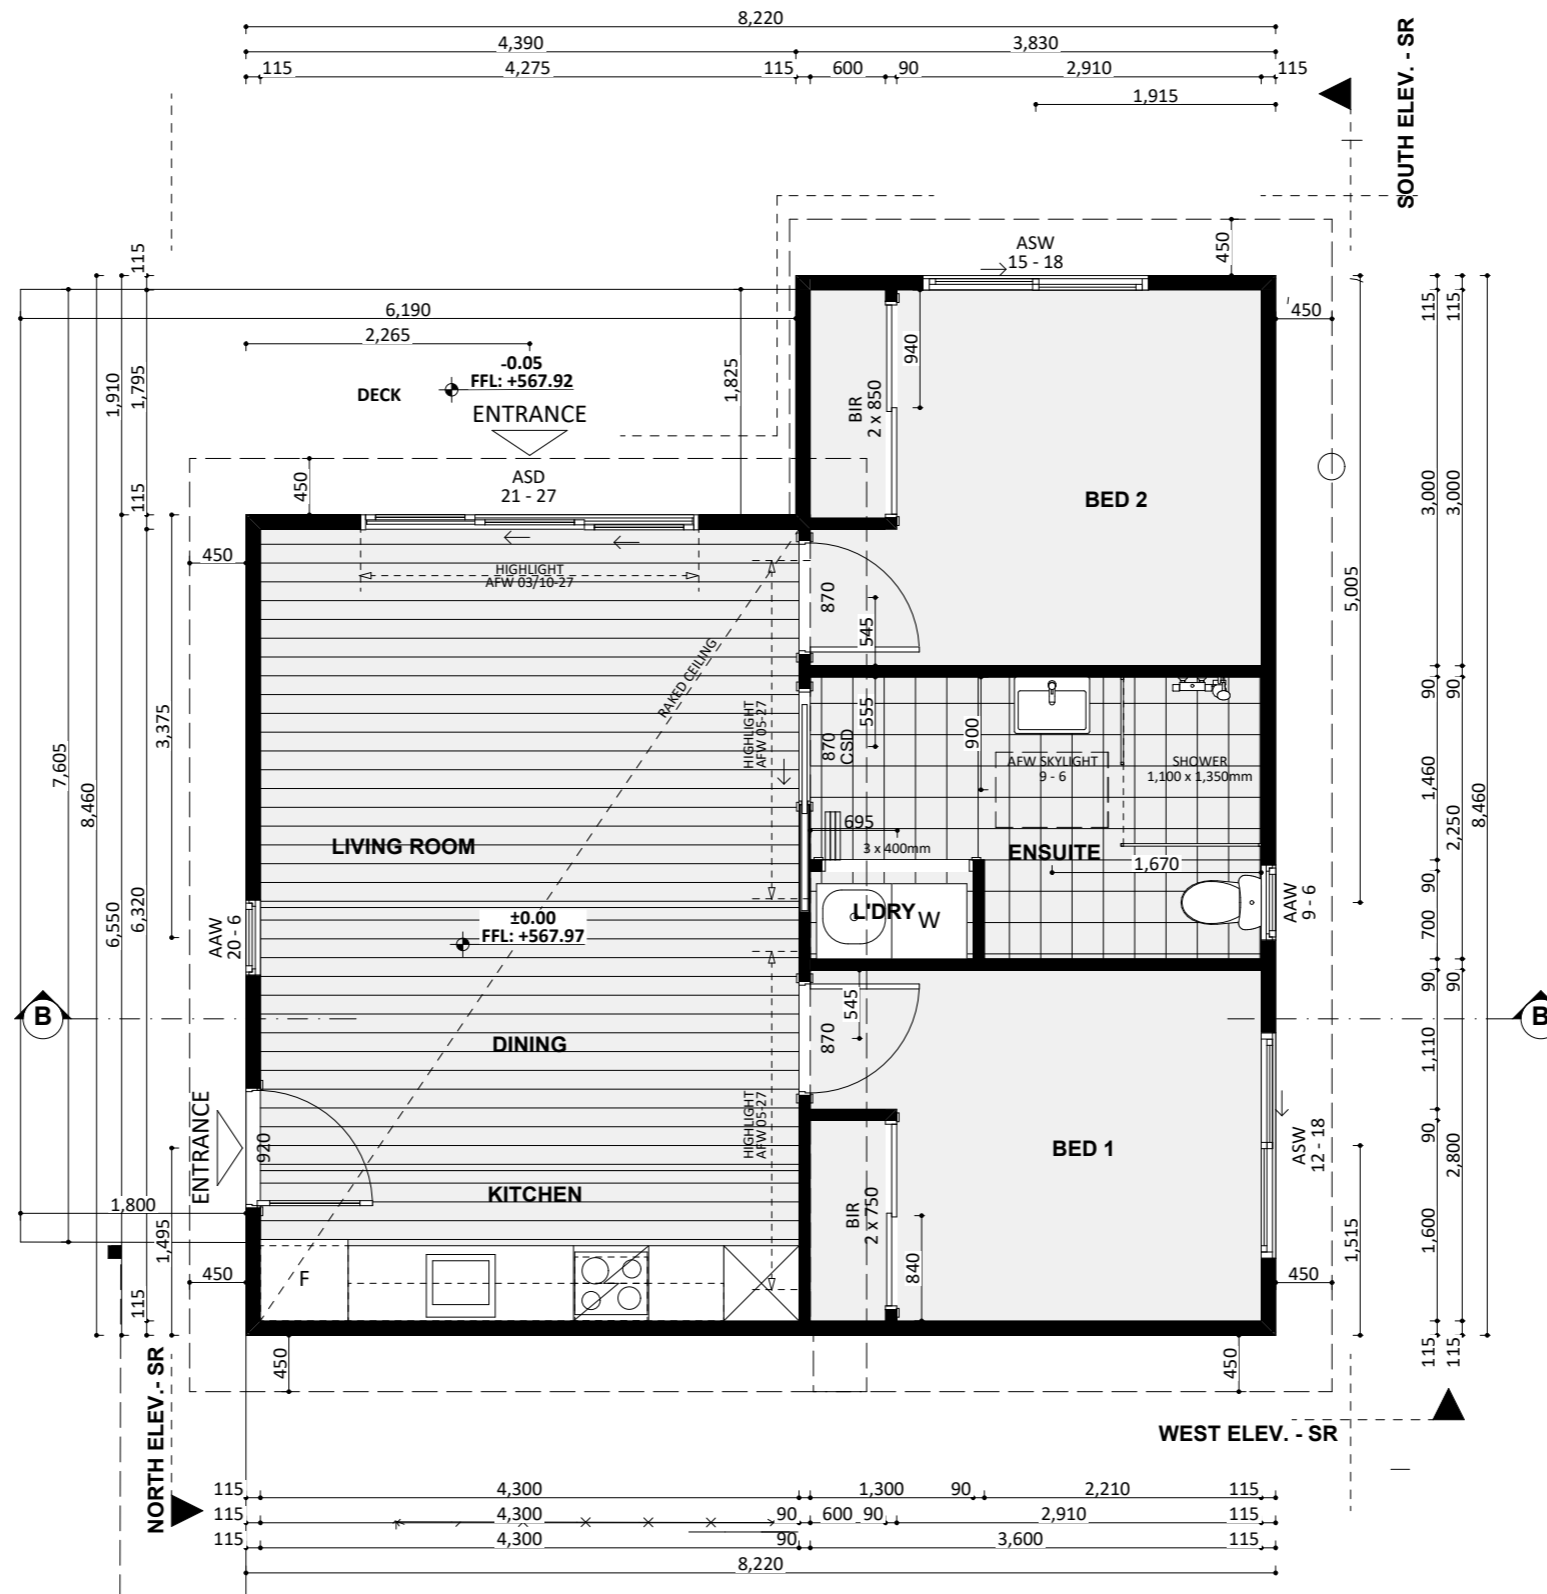 8,220
4,390 3,830
115 4,275 115 600 90 2,910 115
1,915
SOUTH ELEV. - SR
ASW
15 - 18
450
115
6,190
450
115 115
2,265
-0.05
FFL: +567.92
DECK
ENTRANCE
1,825
940
BIR
2 x 850
1,910
1,795
BED 2
ASD
21 - 27
450
115
3,000 3,000
450
HIGHLIGHT
AFW 03/10-27
870
545
5,005
RAKED CEILING
90 90
3,375
HIGHLIGHT
AFW 05-27
870
CSD
555
900
AFW SKYLIGHT
9 - 6
SHOWER
1,100 x 1,350mm
7,605
8,460
1,460
2,250
8,460
695
3 x 400mm
LIVING ROOM
ENSUITE
1,670
90
6,550
6,320
AAW
20 - 6
±0.00
FFL: +567.97
L'DRY W
AAW
9 - 6
700
90 90
B
545
870
B
DINING
1,110
HIGHLIGHT
AFW 05-27
ENTRANCE
920
BED 1
ASW
12 - 18
90
2,800
KITCHEN
1,800
BIR
2 x 750
1,495
1,600
1,515
840
450
F
450
115
450
450
115 115
NORTH ELEV.- SR
WEST ELEV. - SR
115 4,300 1,300 90 2,210 115
115 4,300 90 600 90 2,910 115
115 4,300 90 3,600 115
8,220